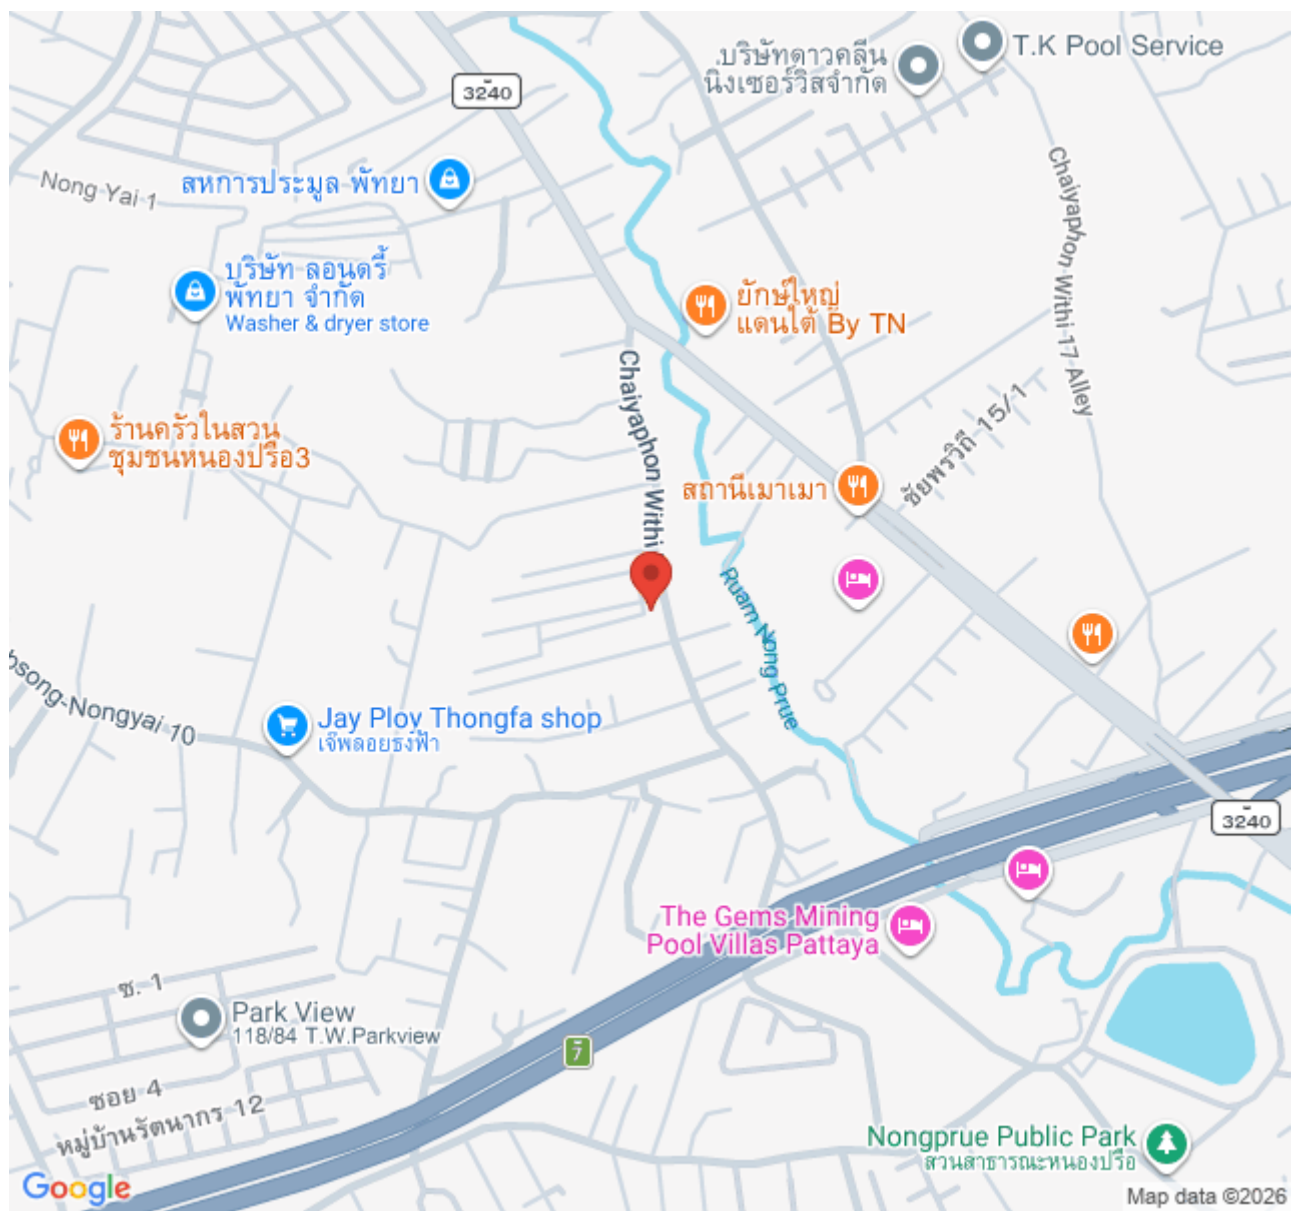 .บริษัทดาวคลีน
นิงเซอร์วิสจำกัด
T.K Pool Service
3240
Nong Yai 1
สหการประมูล พัทยา
Chaiyaphon Withi 17 Alley
บริษัท ลอนดรี้
พัทยา จำกัด
Washer & dryer store
ยักษ์ใหญ่
แดนใต้ By TN
Chaiyaphon Withi
ร้านครัวในสวน
ชุมชนหนองปรือ3
ชัยพรวิถี 15/1
สถานีเมาเมา
Ruam Nong Prue
bsong-Nongyai 10
Jay Ploy Thongfa shop
เจ๊พลอยธงฟ้า
3240
The Gems Mining
Pool Villas Pattaya
ซ. 1
Park View
118/84 T.W.Parkview
7
ซอย 4
หมู่บ้านรัตนากร 12
Nongprue Public Park
สวนสาธารณะหนองปรือ
Google
Map data ©2026